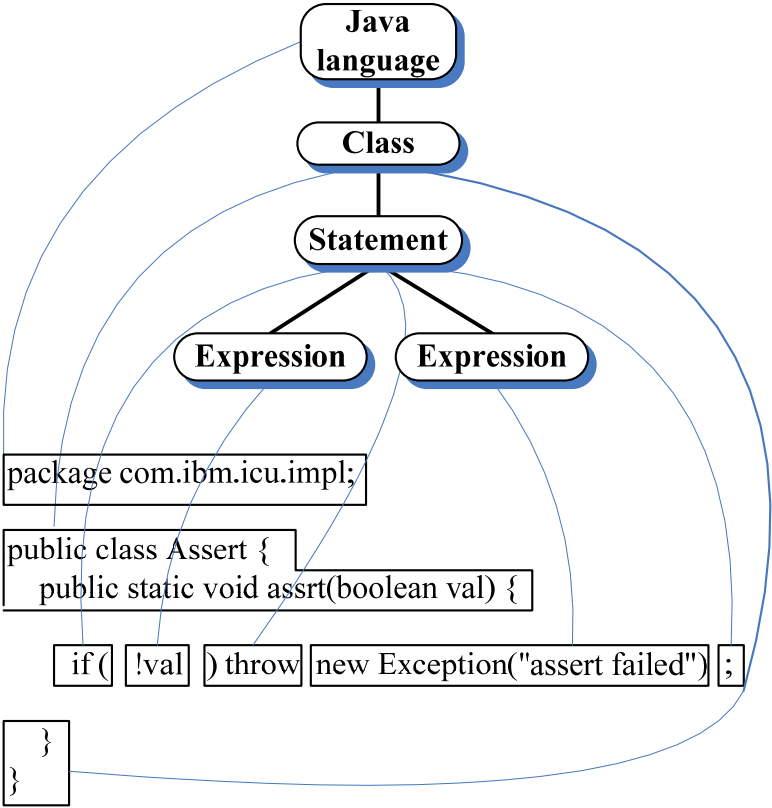 Java
language
Class
Statement
Expression Expression
package com.ibm.icu.impl;
public class Assert {
public static void assrt(boolean val) {
if ( !val ) throw new Exception("assert failed") ;
}
}